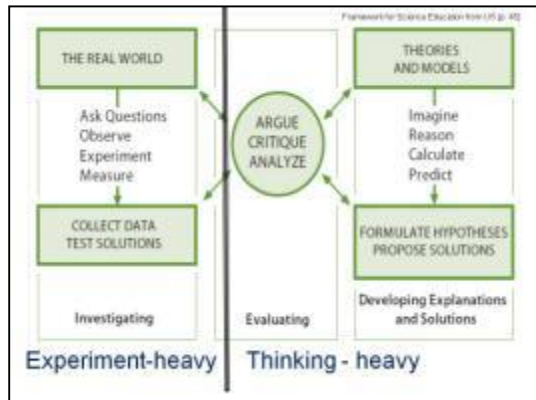 Framework for Science Education from US (p. 45)
THE REAL WORLD
Ask Questions
Observe
Experiment
Measure
COLLECT DATA
TEST SOLUTIONS
Investigating
ARGUE
CRITIQUE
ANALYZE
Evaluating
THEORIES
AND MODELS
Imagine
Reason
Calculate
Predict
FORMULATE HYPOTHESES
PROPOSE SOLUTIONS
Developing Explanations
and Solutions
Experiment-heavy
Thinking - heavy